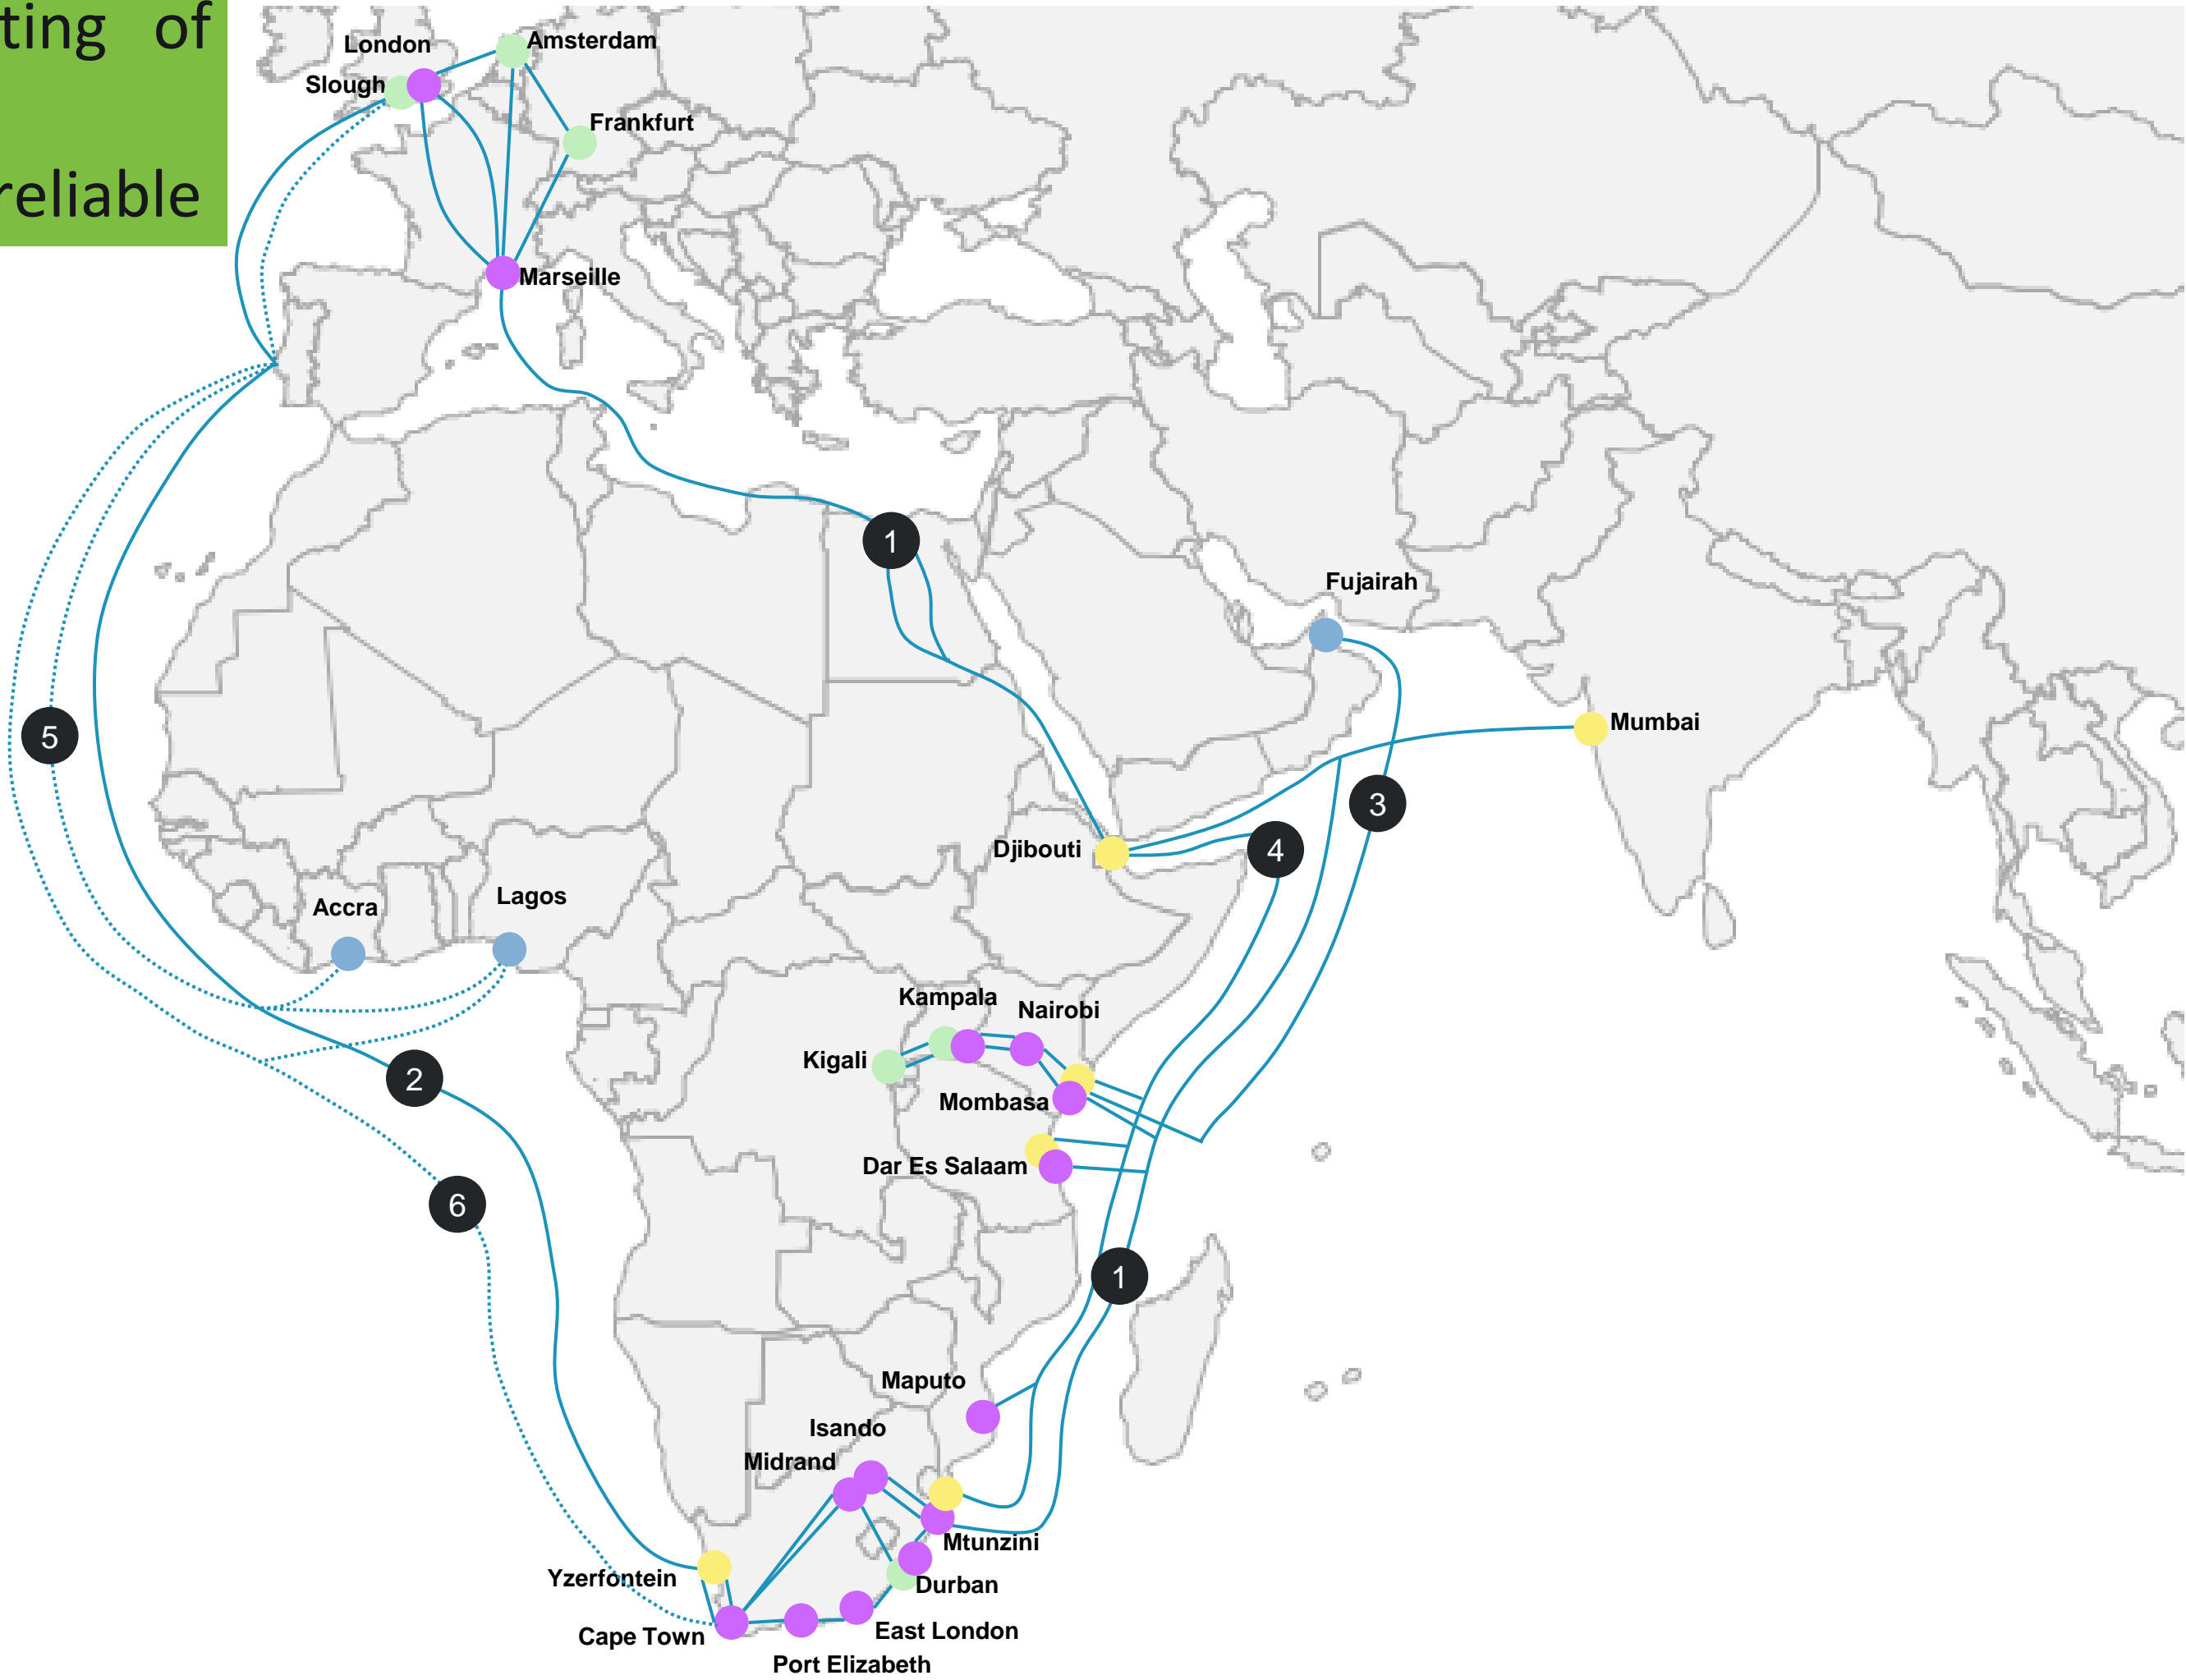 ting of
reliable
London
Amsterdam
Slough
Frankfurt
Marseille
1
Fujairah
5
Mumbai
3
Djibouti
4
Lagos
Accra
Kampala
Nairobi
Kigali
2
Mombasa
Dar Es Salaam
6
1
Maputo
Isando
Midrand
Mtunzini
Yzerfontein
Durban
East London
Cape Town
Port Elizabeth